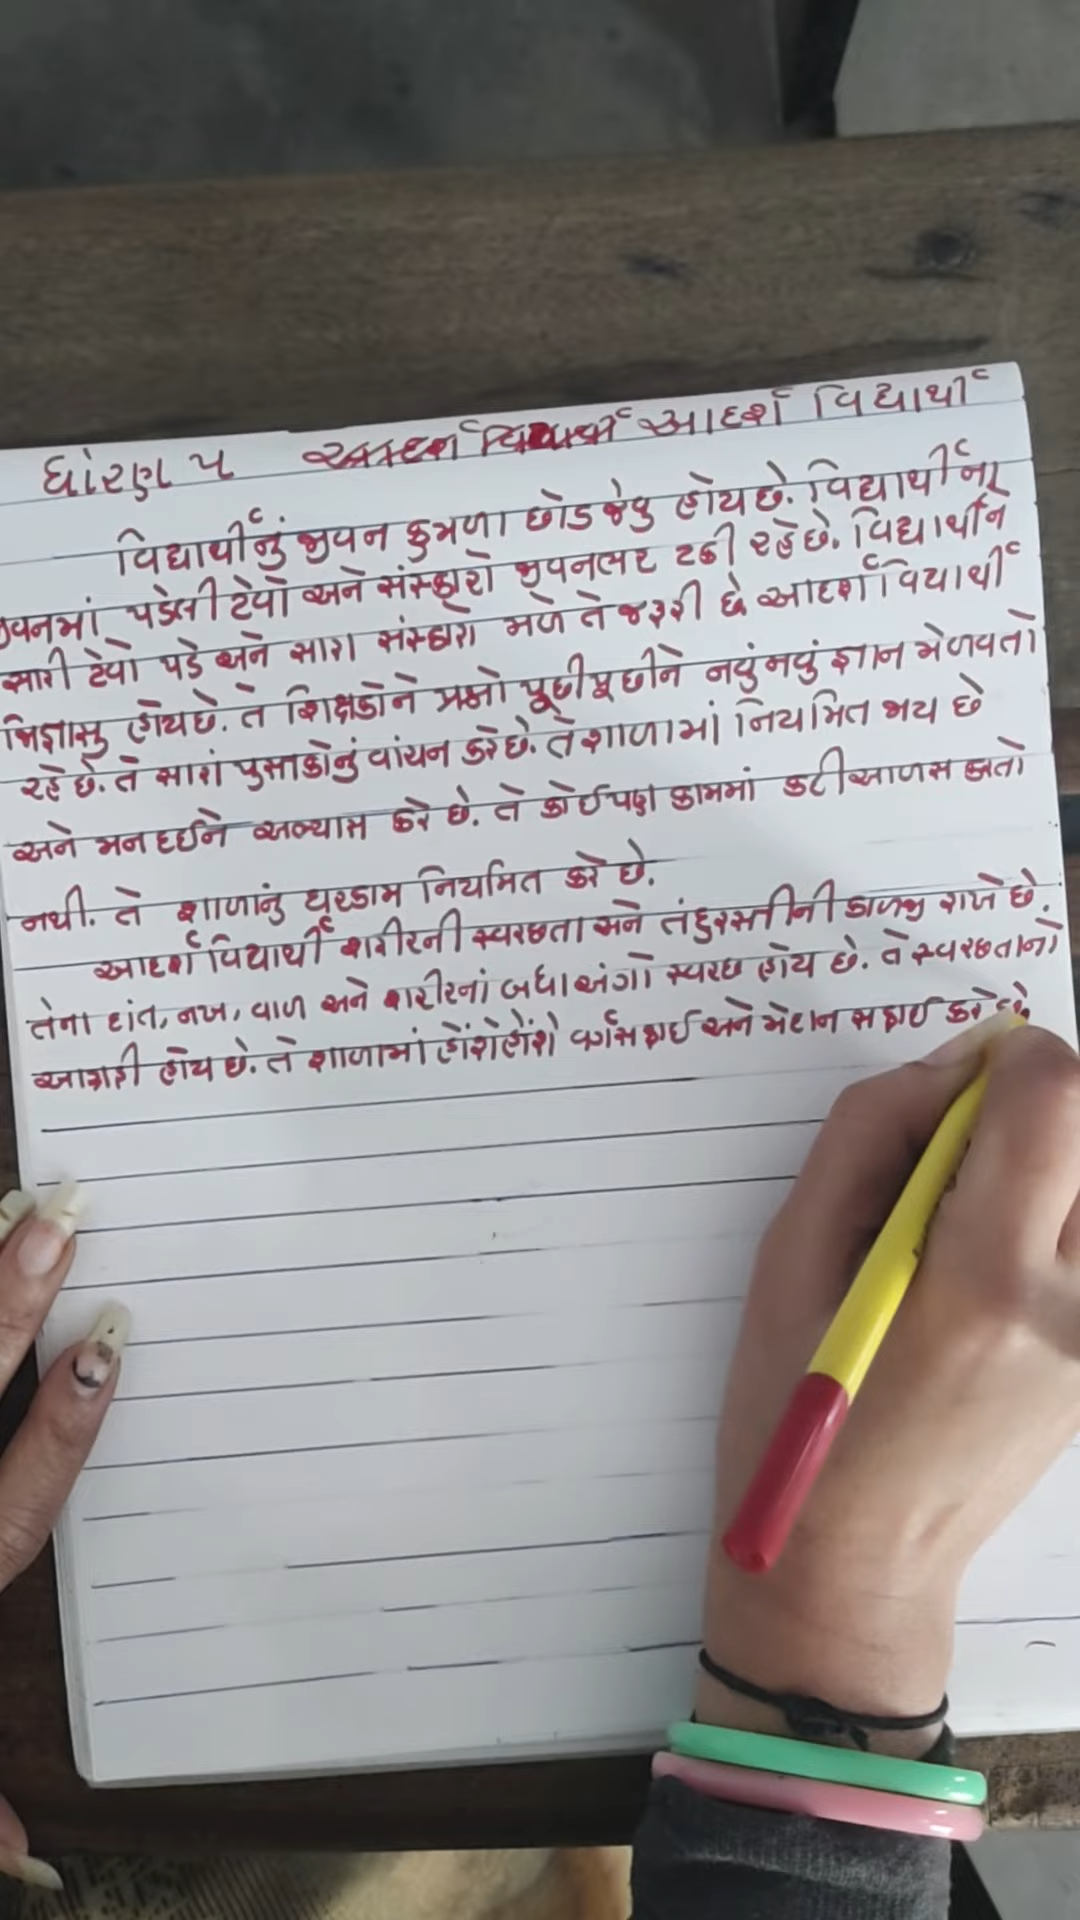 ધોરણ ૫ આદર્શ વિદ્યાર્થી
વિદ્યાર્થીનું જીવન કુમળા છોડ જેવુ હોય છે. વિદ્યાર્થીના
જીવનમાં પડેલી ટેવો અને સંસ્કારો જીવનભર ટકી રહે છે. વિદ્યાર્થીને
સારી ટેવો પડે અને સારા સંસ્કારો મળે તે જરૂરી છે આદર્શ વિદ્યાર્થી
જિજ્ઞાસુ હોય છે. તે શિક્ષકોને પ્રશ્નો પૂછી પૂછીને નવુંનવું જ્ઞાન મેળવતો
રહે છે. તે સારાં પુસ્તકોનું વાંચન કરે છે. તે શાળામાં નિયમિત જાય છે
અને મન દઈને અભ્યાસ કરે છે. તે કોઈપણ કામમાં કદી આળસ કરતો
નથી. તે શાળાનું ઘરકામ નિયમિત કરે છે.
આદર્શ વિદ્યાર્થી શરીરની સ્વચ્છતા અને તંદુરસ્તીની કાળજી રાખે છે.
તેના દાંત, નખ, વાળ અને શરીરનાં બધા અંગો સ્વચ્છ હોય છે. તે સ્વચ્છતાનો
આગ્રહી હોય છે. તે શાળામાં હોંશેહોંશે વર્ગસફાઈ અને મેદાન સફાઈ કરે છે